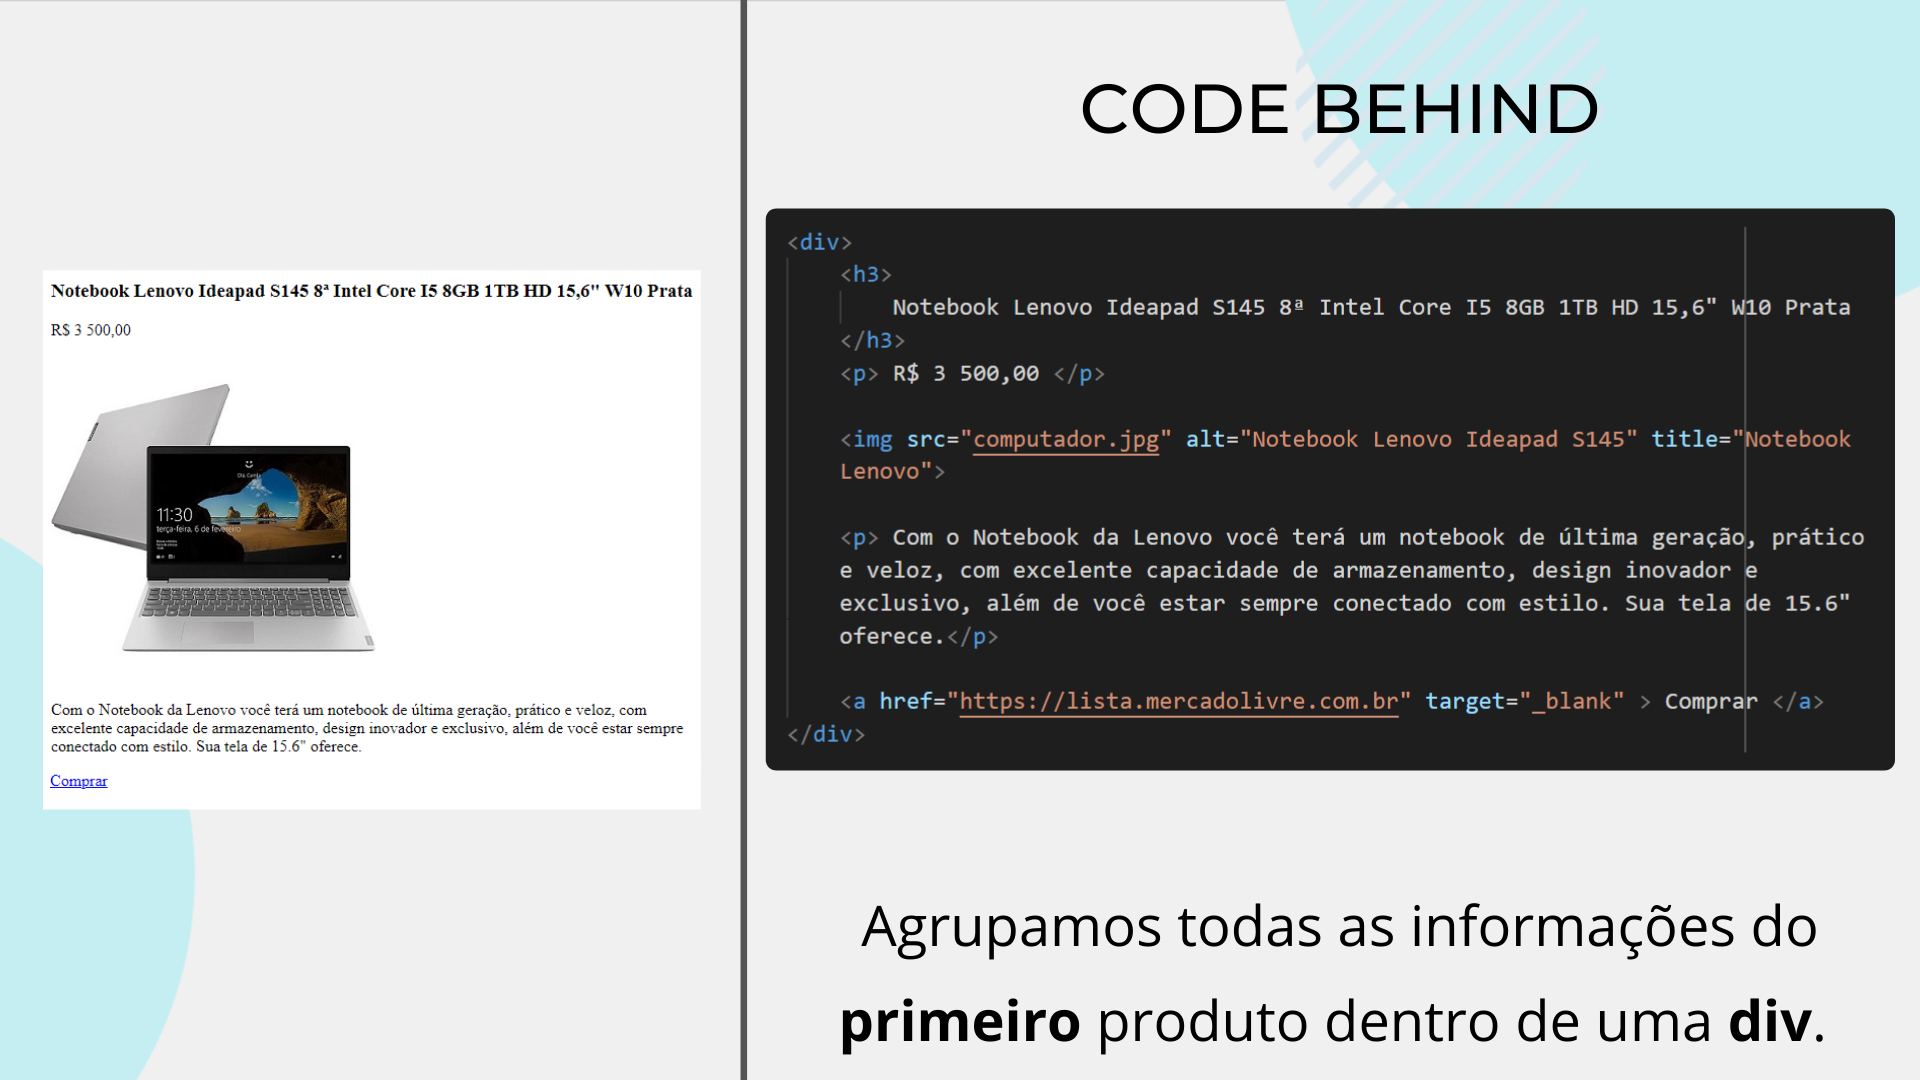 Notebook Lenovo Ideapad S145 8ª Intel Core I5 8GB 1TB HD 15,6" W10 Prata
R$ 3 500,00
11:30
terça-feira, 6 de fevereiro
Com o Notebook da Lenovo você terá um notebook de última geração, prático e veloz, com
excelente capacidade de armazenamento, design inovador e exclusivo, além de você estar sempre
conectado com estilo. Sua tela de 15.6" oferece.
Comprar
CODE BEHIND
<div>
<h3>
Notebook Lenovo Ideapad S145 8ª Intel Core I5 8GB 1TB HD 15,6" W10 Prata
</h3>
<p> R$ 3 500,00 </p>
<img src="computador.jpg" alt="Notebook Lenovo Ideapad S145" title="Notebook
Lenovo">
<p> Com o Notebook da Lenovo você terá um notebook de última geração, prático
e veloz, com excelente capacidade de armazenamento, design inovador e
exclusivo, além de você estar sempre conectado com estilo. Sua tela de 15.6"
oferece.</p>
<a href="https://lista.mercadolivre.com.br" target="_blank" > Comprar </a>
</div>
Agrupamos todas as informações do
primeiro produto dentro de uma div.